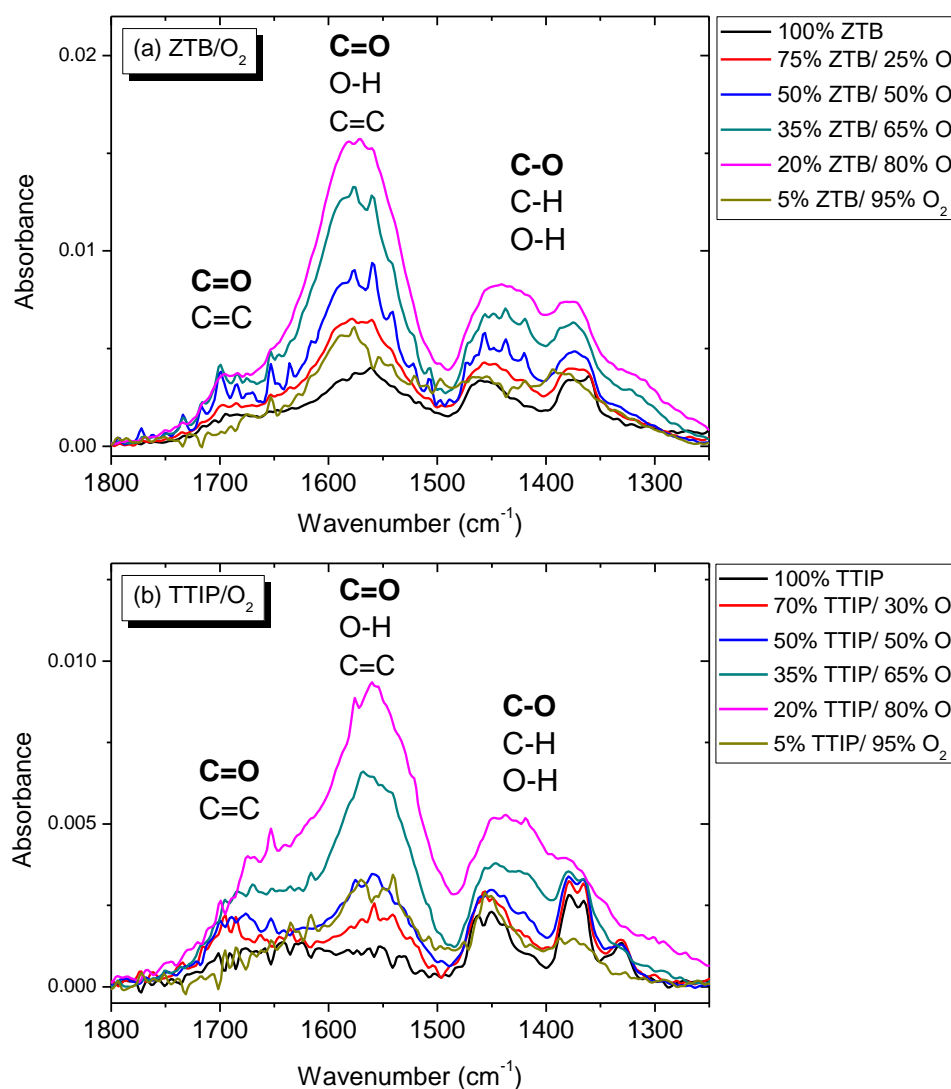 (a) ZTB/O2
C=O
O-H
C=C
C-O
C-H
O-H
C=O
C=C
0.02
0.01
0.00
Absorbance
1800 1700 1600 1500 1400 1300
Wavenumber (cm-1)
100% ZTB
75% ZTB/ 25% O
50% ZTB/ 50% O
35% ZTB/ 65% O
20% ZTB/ 80% O
5% ZTB/ 95% O2
(b) TTIP/O2
C=O
O-H
C=C
C-O
C-H
O-H
C=O
C=C
0.010
0.005
0.000
Absorbance
1800 1700 1600 1500 1400 1300
Wavenumber (cm-1)
100% TTIP
70% TTIP/ 30% O
50% TTIP/ 50% O
35% TTIP/ 65% O
20% TTIP/ 80% O
5% TTIP/ 95% O2